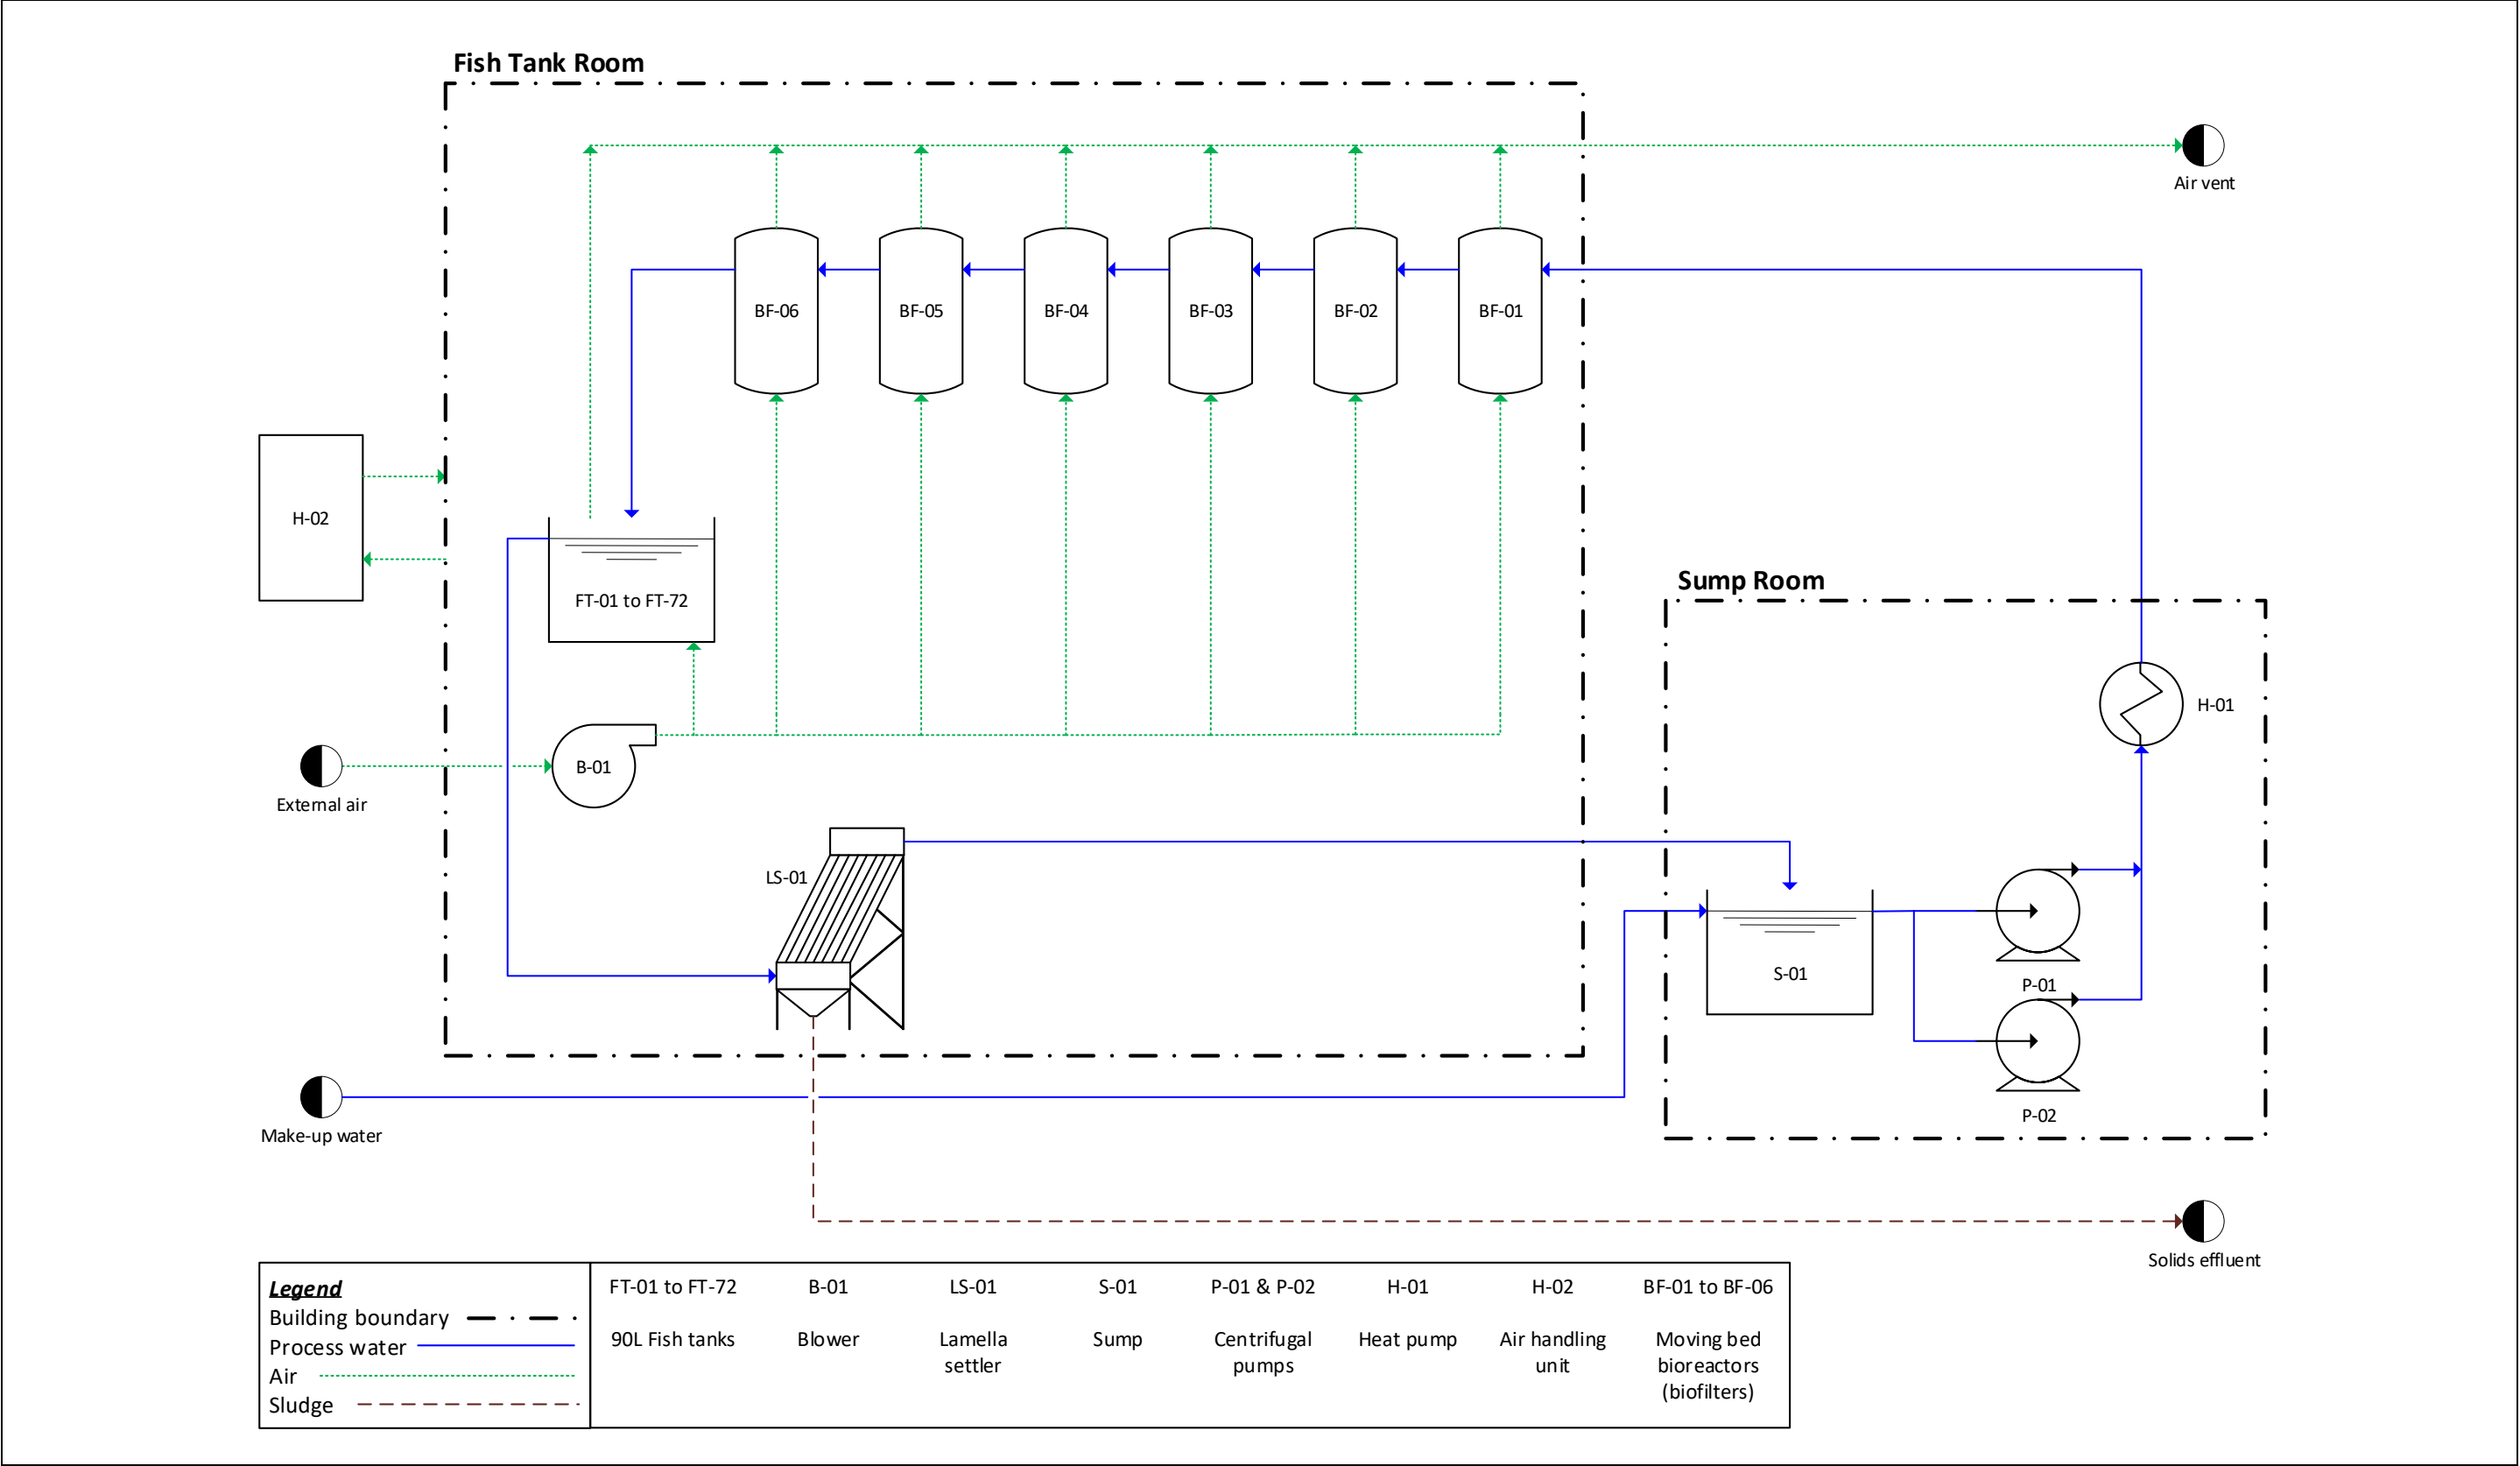 Fish Tank Room
Air vent
BF-06
BF-05
BF-04
BF-03
BF-02
BF-01
H-02
FT-01 to FT-72
Sump Room
H-01
B-01
External air
LS-01
S-01
P-01
P-02
Make-up water
Solids effluent
Legend
Building boundary
Process water
Air
Sludge
FT-01 to FT-72
90L Fish tanks
B-01
Blower
LS-01
Lamella
settler
S-01
Sump
P-01 & P-02
Centrifugal
pumps
H-01
Heat pump
H-02
Air handling
unit
BF-01 to BF-06
Moving bed
bioreactors
(biofilters)